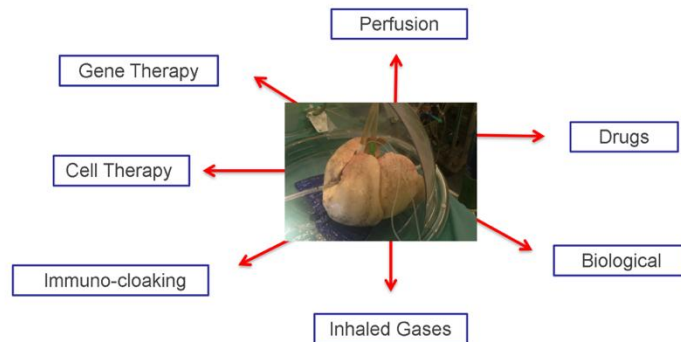 Perfusion
Gene Therapy
Drugs
Cell Therapy
Biological
Immuno-cloaking
Inhaled Gases